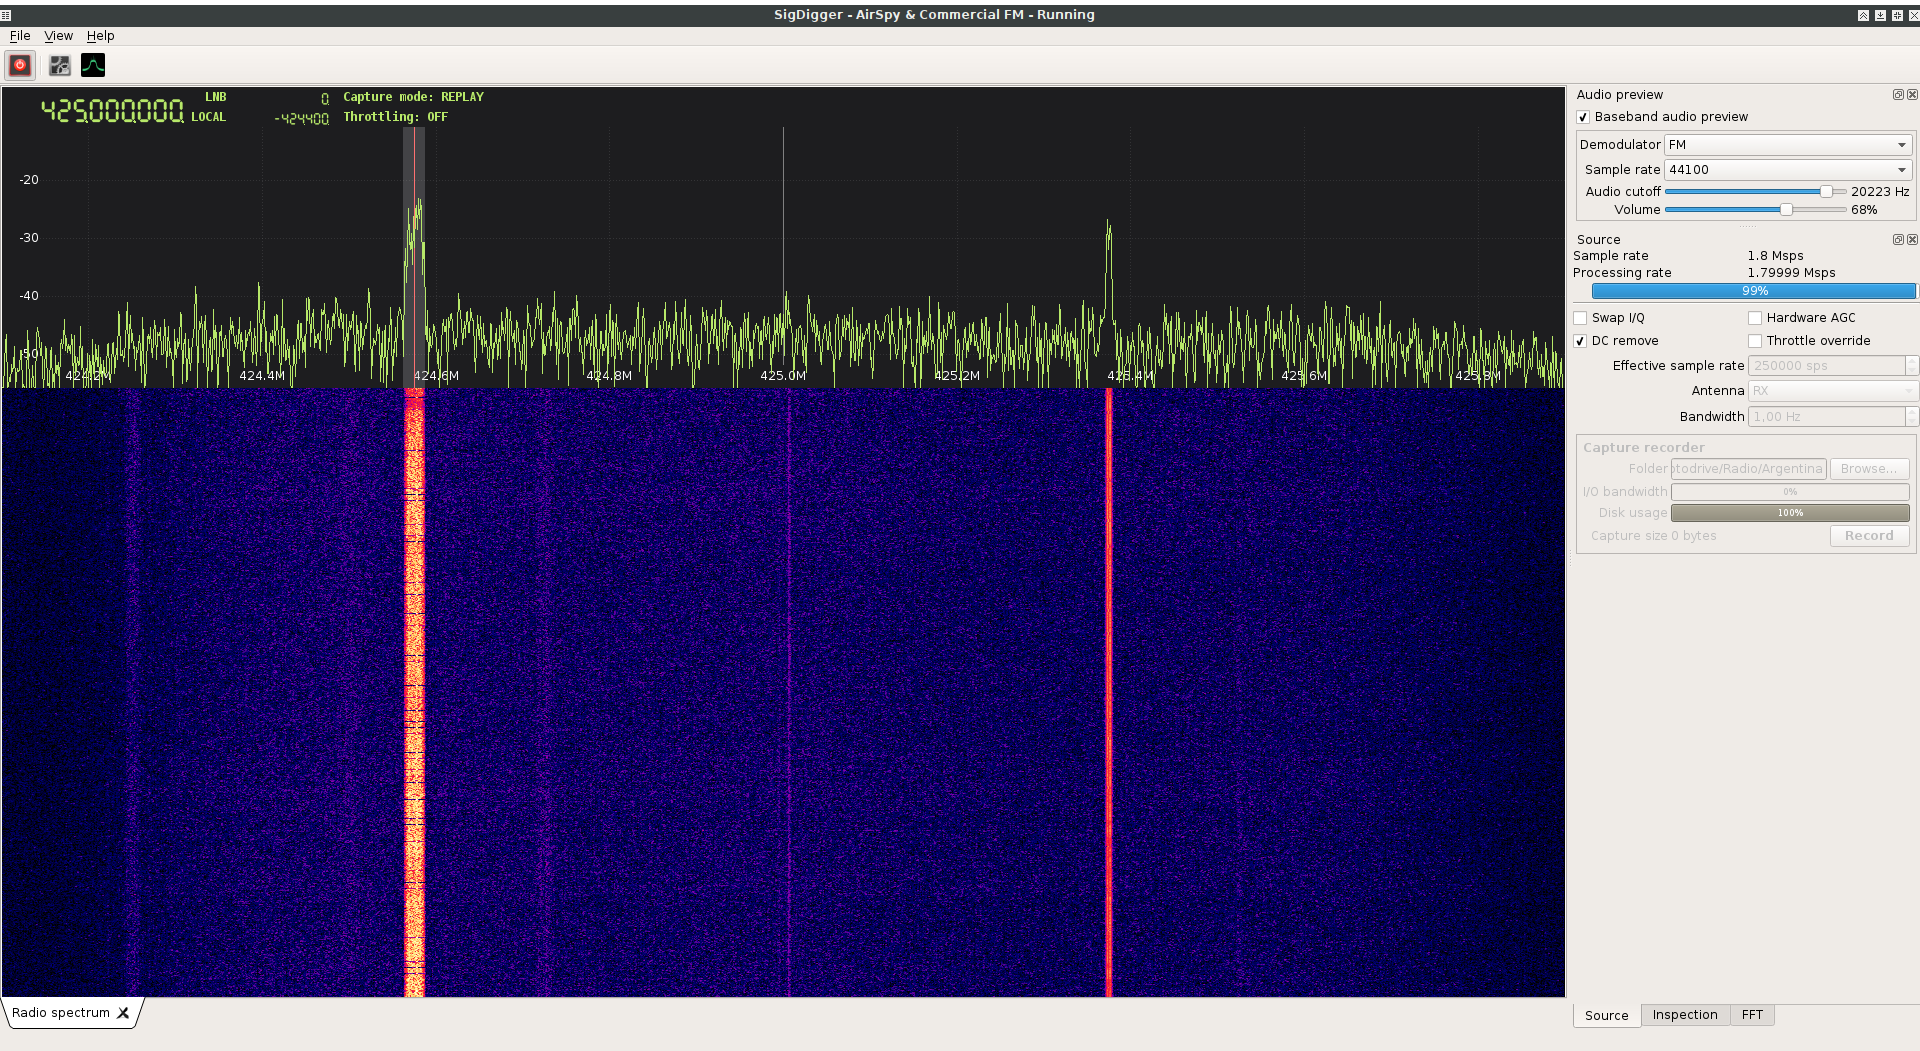 SigDigger - AirSpy & Commercial FM - Running
File View Help
425.000.000. LNB 0. Capture mode: REPLAY
LOCAL -424400. Throttling: OFF
-20
-30
-40
-50
424.2M 424.4M 424.6M 424.8M 425.0M 425.2M 425.4M 425.6M 425.8M
Radio spectrum
Audio preview
Baseband audio preview
Demodulator FM
Sample rate 44100
Audio cutoff 20223 Hz
Volume 68%
Source
Sample rate 1.8 Msps
Processing rate 1.79999 Msps
99%
Swap I/Q Hardware AGC
DC remove Throttle override
Effective sample rate 250000 sps
Antenna RX
Bandwidth 1,00 Hz
Capture recorder
Folder otodrive/Radio/Argentina Browse...
I/O bandwidth 0%
Disk usage 100%
Capture size 0 bytes Record
Source Inspection FFT